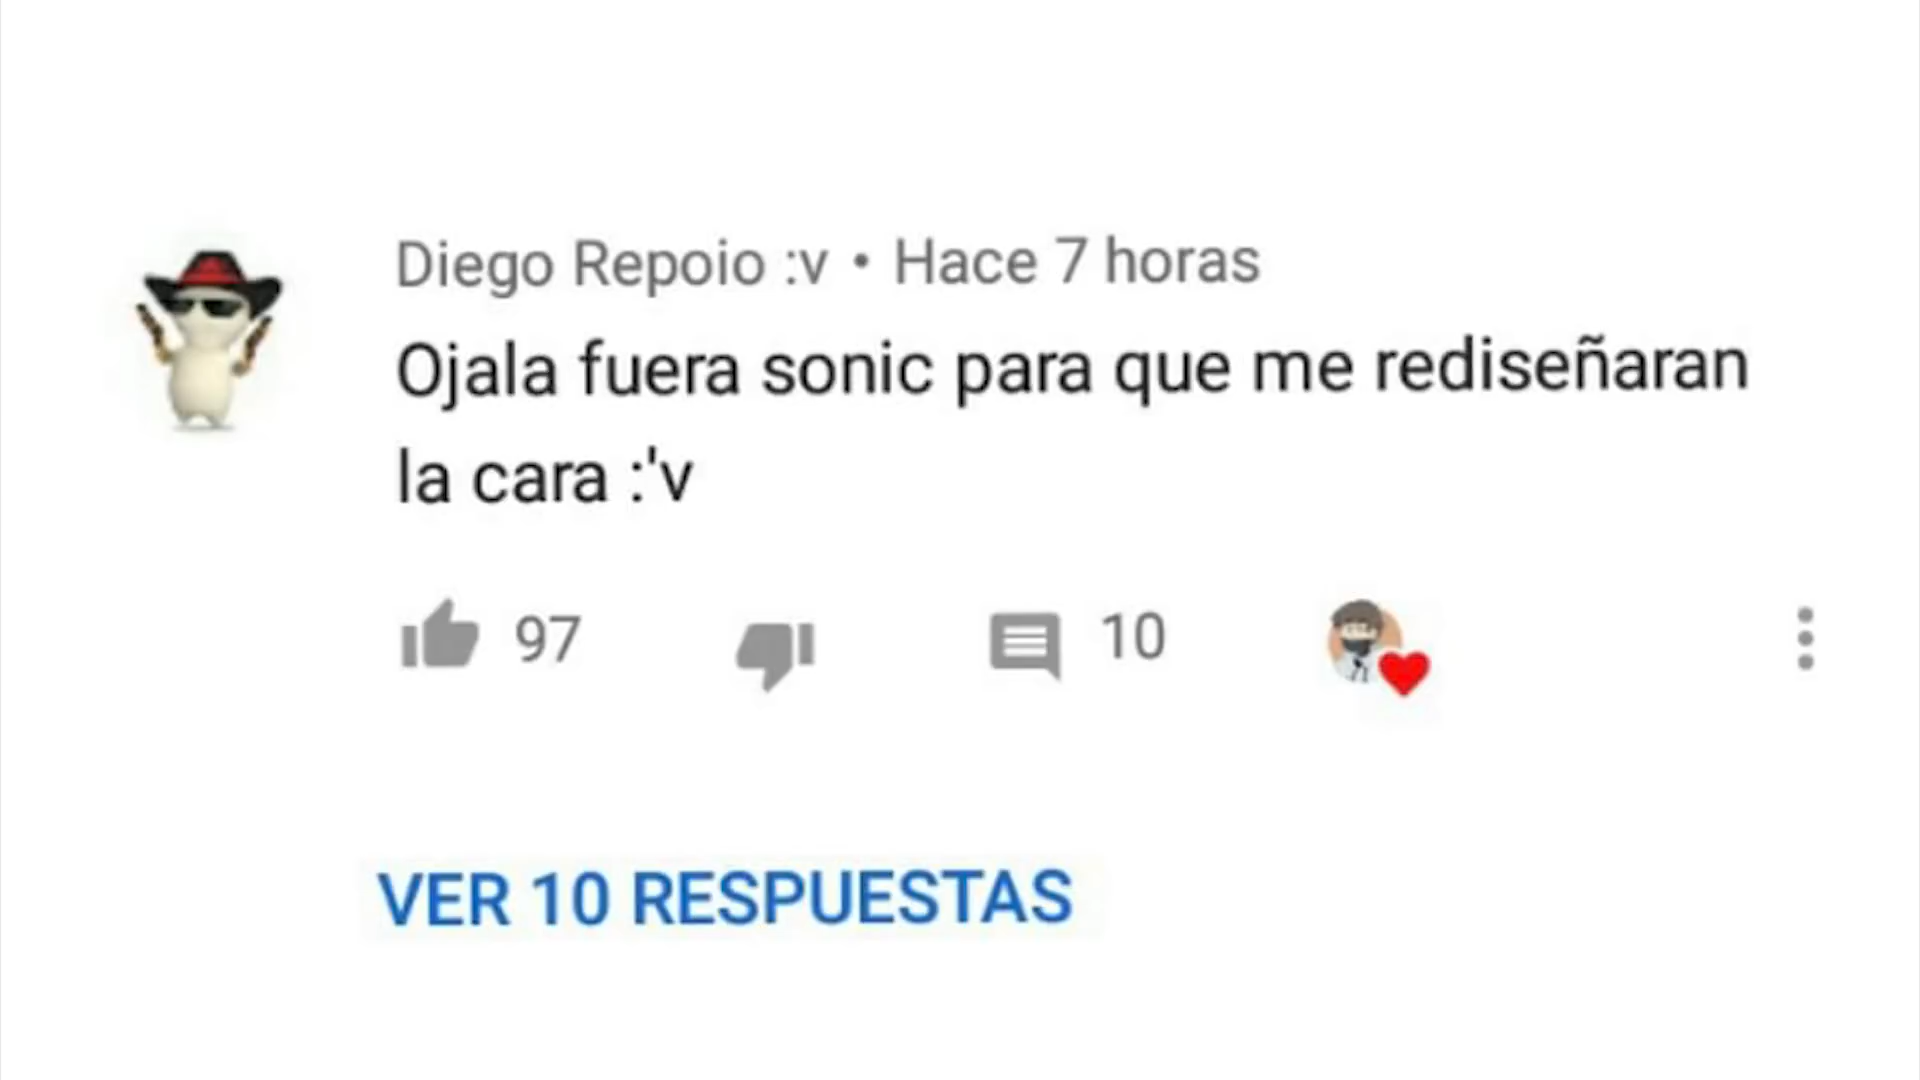 Diego Repoio :v • Hace 7 horas
Ojala fuera sonic para que me rediseñaran
la cara :'v
97 10
VER 10 RESPUESTAS